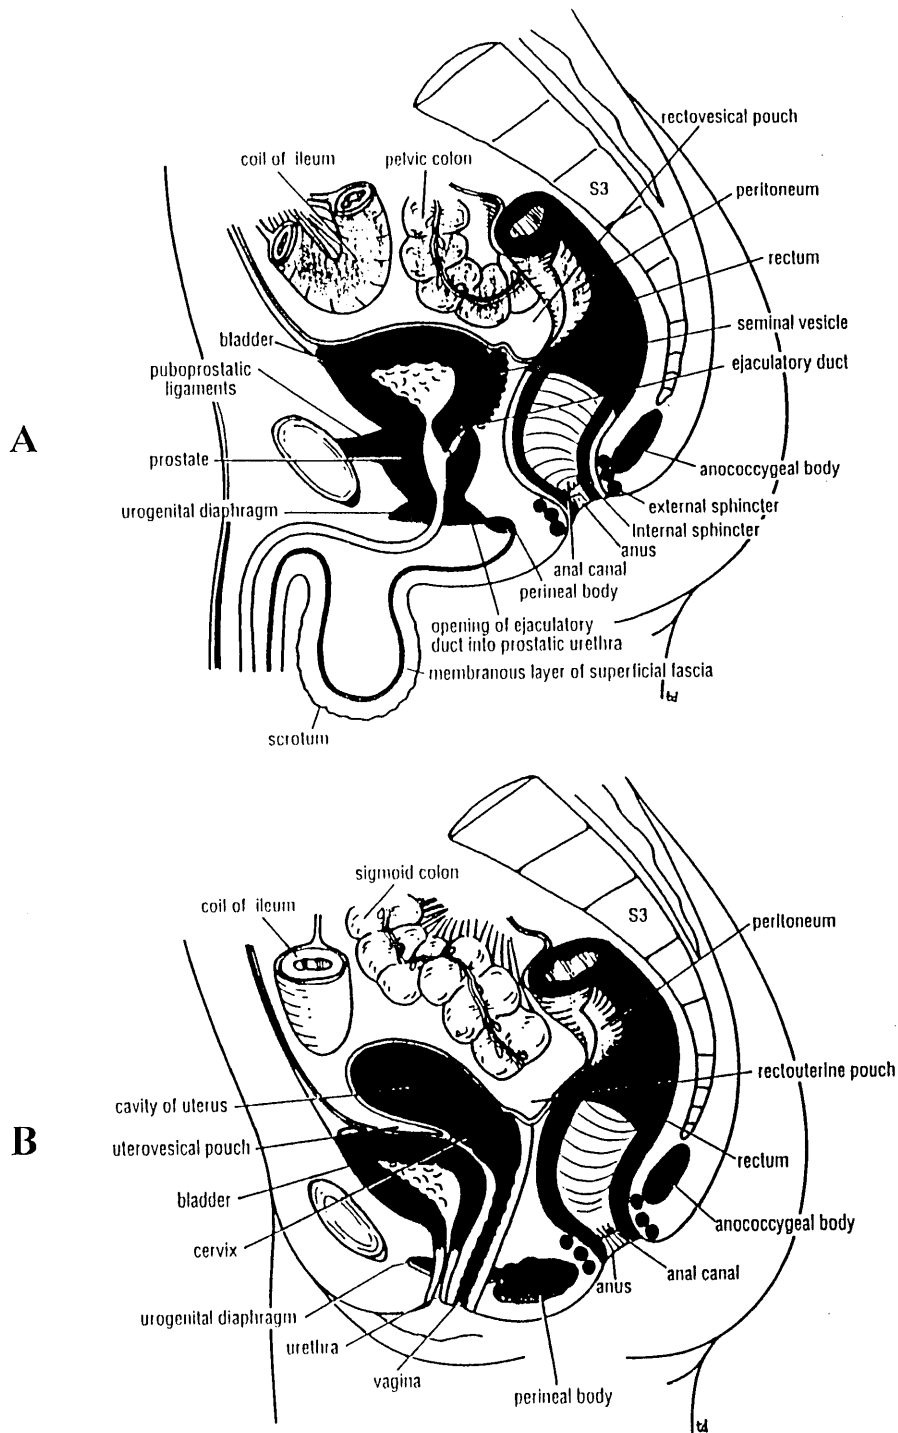 rectovesical pouch
coil of ileum
pelvic colon
S3
peritoneum
rectum
seminal vesicle
bladder
ejaculatory duct
puboprostatic
ligaments
A
prostate
anococcygeal body
urogenital diaphragm
external sphincter
internal sphincter
anus
anal canal
perineal body
opening of ejaculatory
duct into prostatic urethra
membranous layer of superficial fascia
scrotum
sigmoid colon
coil of ileum
S3
peritoneum
rectouterine pouch
cavity of uterus
B
uterovesical pouch
rectum
bladder
anococcygeal body
cervix
anal canal
anus
urogenital diaphragm
urethra
vagina
perineal body